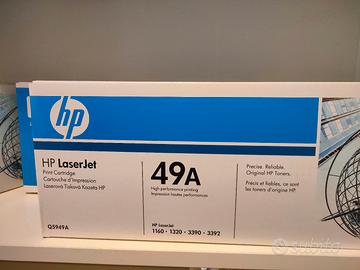 hp
HP LaserJet
Print Cartridge
Cartouche d'Impression
Laserová Tisková Kazeta HP
Q5949A
49A
High performance printing
Impression hautes performances
HP LaserJet
1160 • 1320 • 3390 • 3392
Precise. Reliable.
Original HP Toners.
Précis et fiables, ce sont
les toners d'origine HP.
subito